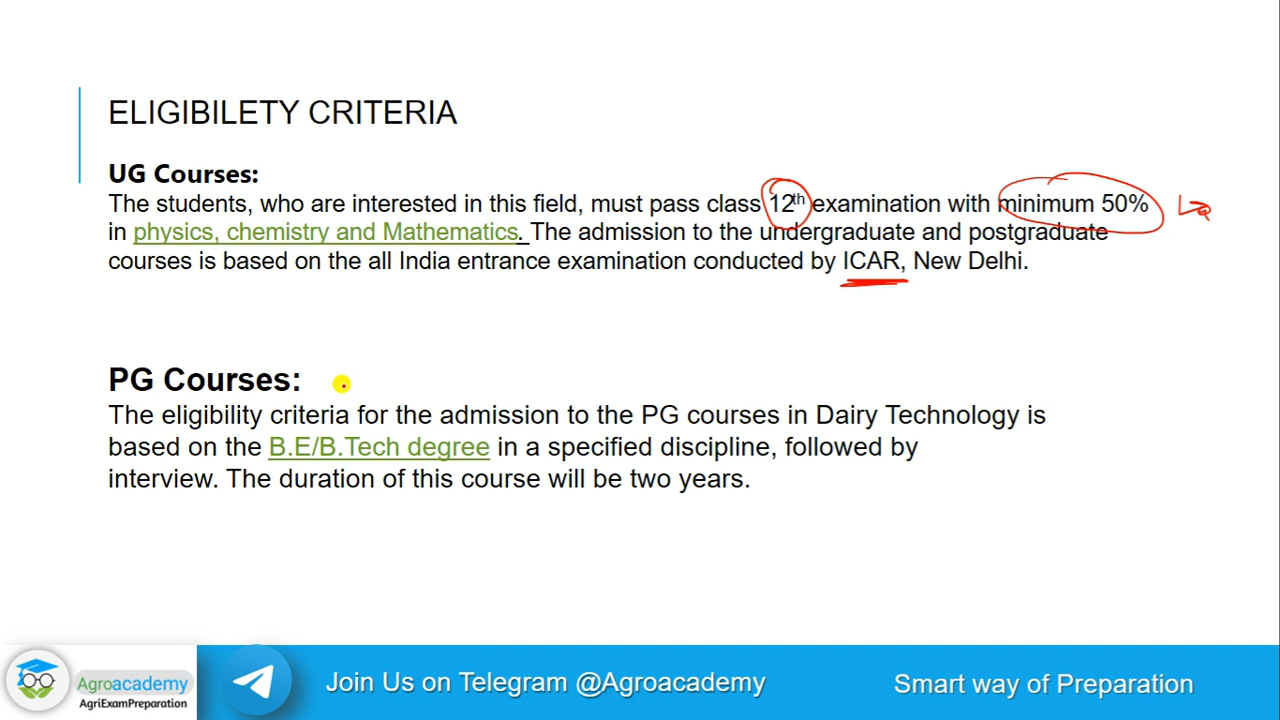 ELIGIBILETY CRITERIA
UG Courses:
The students, who are interested in this field, must pass class 12th examination with minimum 50%
in physics, chemistry and Mathematics. The admission to the undergraduate and postgraduate
courses is based on the all India entrance examination conducted by ICAR, New Delhi.
PG Courses:
The eligibility criteria for the admission to the PG courses in Dairy Technology is
based on the B.E/B.Tech degree in a specified discipline, followed by
interview. The duration of this course will be two years.
Agroacademy
AgriExamPreparation
Join Us on Telegram @Agroacademy
Smart way of Preparation